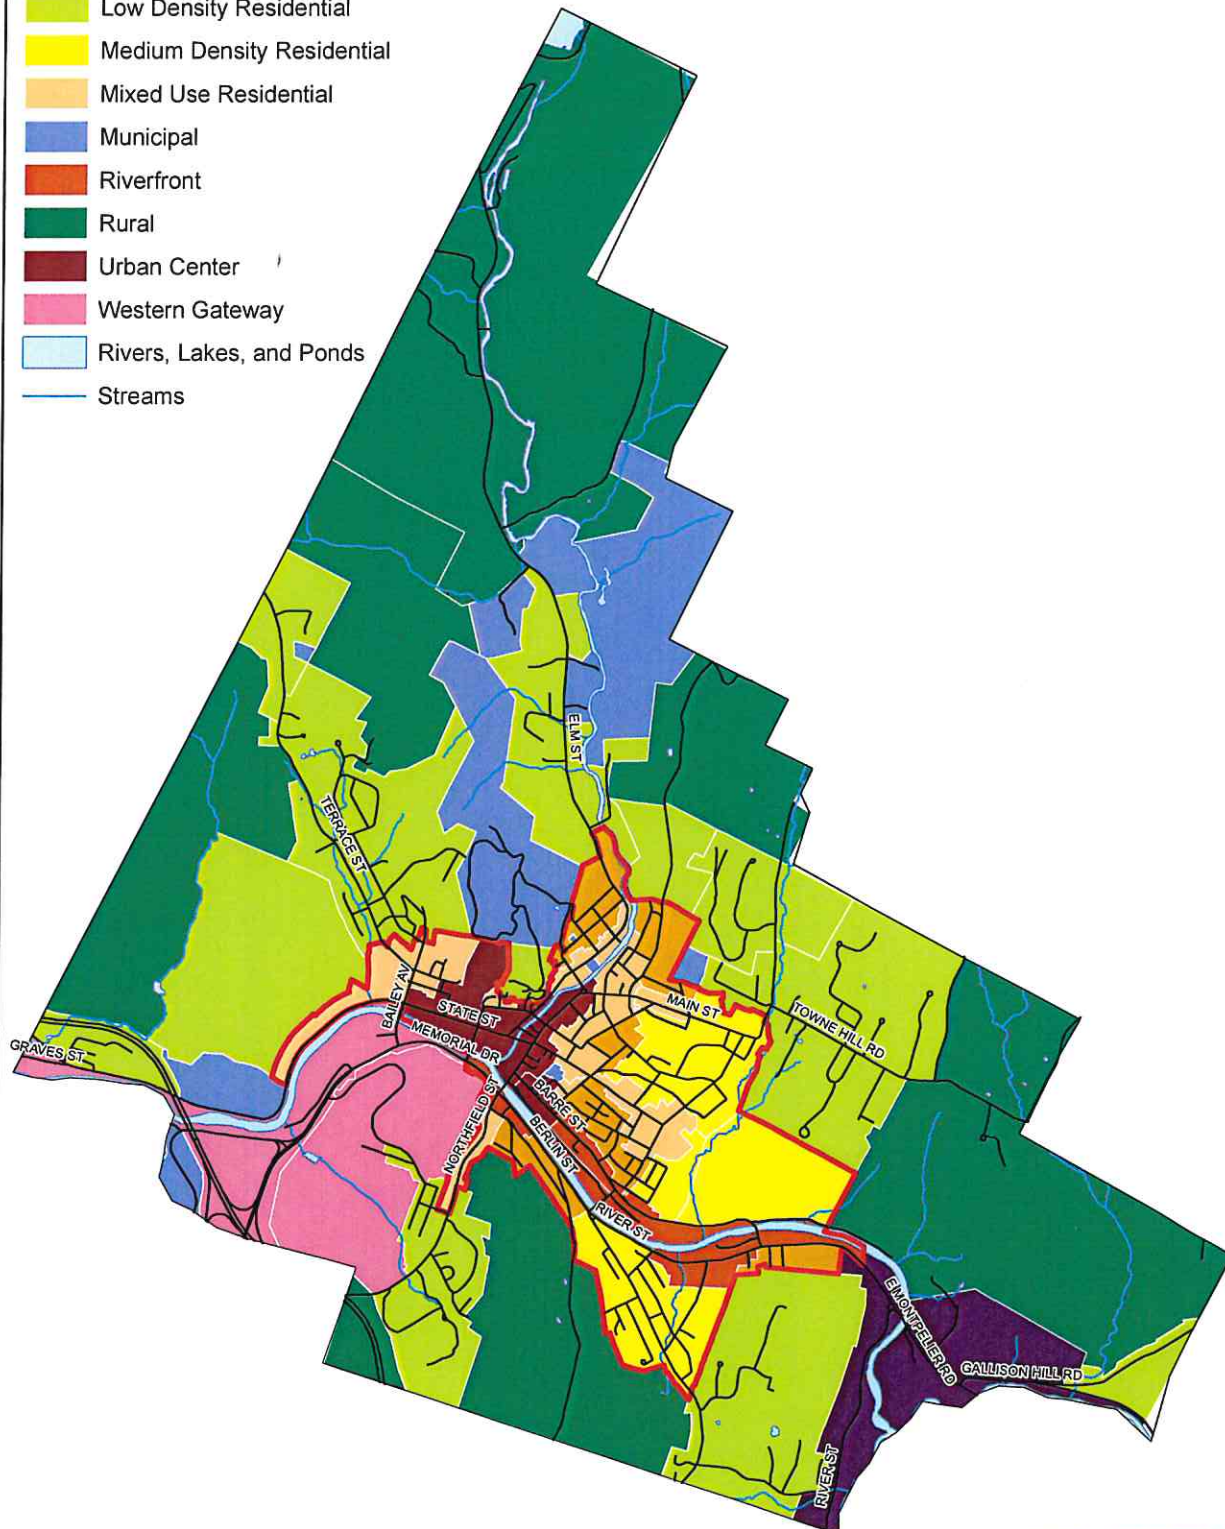 Low Density Residential
Medium Density Residential
Mixed Use Residential
Municipal
Riverfront
Rural
Urban Center
Western Gateway
Rivers, Lakes, and Ponds
Streams
ELM ST
TERRACE ST
BAILEY AV
STATE ST
MEMORIAL DR
MAIN ST
TOWNE HILL RD
GRAVES ST
NORTHFIELD ST
BARRE ST
BERLIN ST
RIVER ST
E MONTPELIER RD
GALLISON HILL RD
RIVER ST